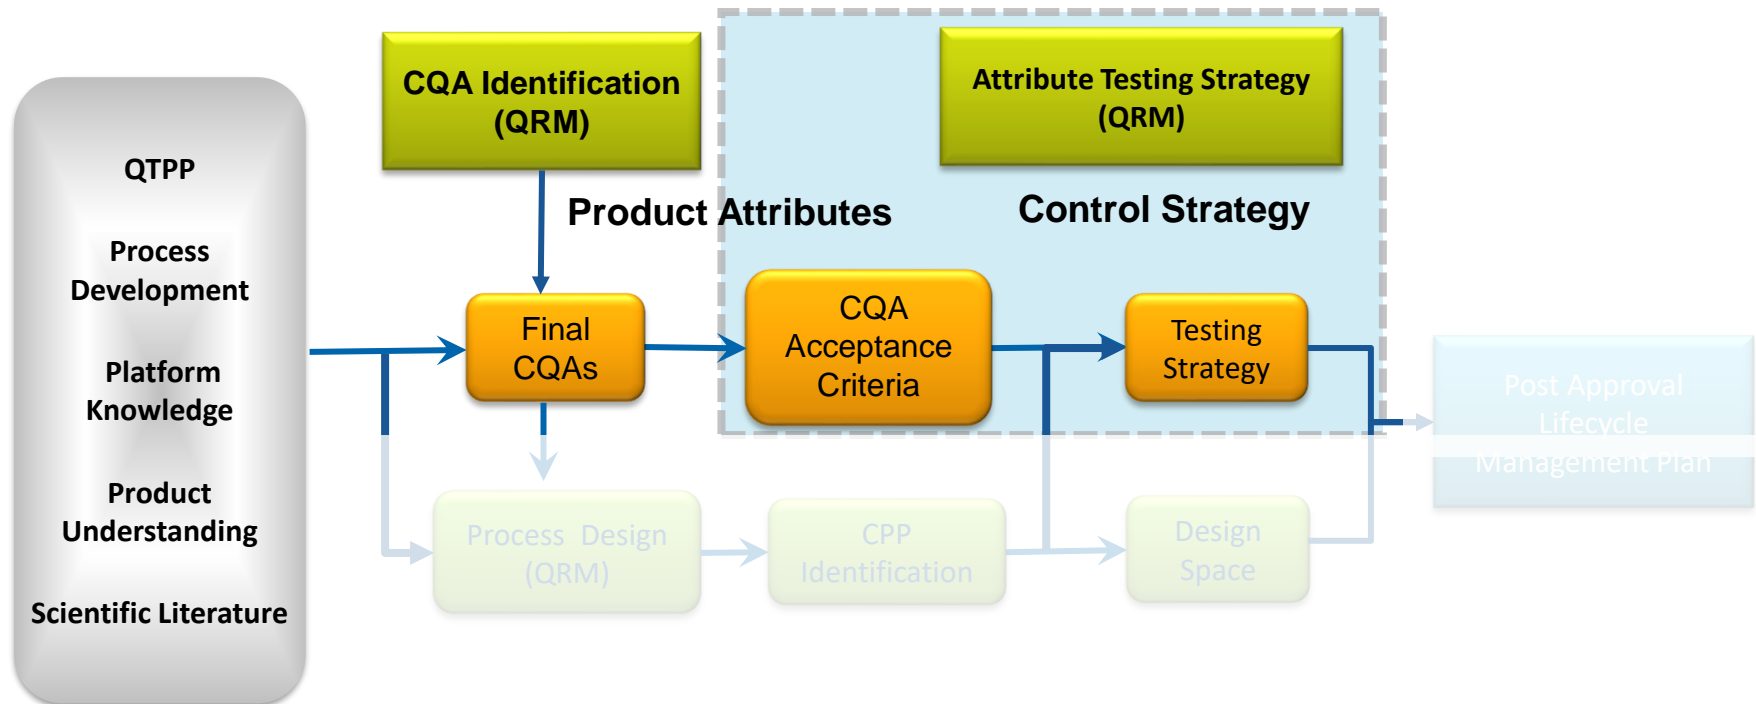 QTPP
Process
Development
Platform
Knowledge
Product
Understanding
Scientific Literature
CQA Identification
(QRM)
Attribute Testing Strategy
(QRM)
Product Attributes
Control Strategy
Final
CQAs
CQA
Acceptance
Criteria
Testing
Strategy
Post Approval
Lifecycle
Management Plan
Process Design
(QRM)
CPP
Identification
Design
Space